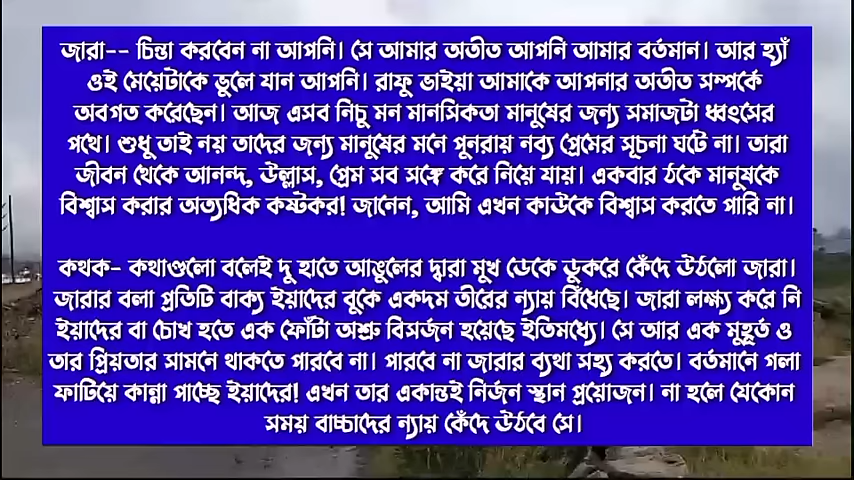 জারা-- চিন্তা করবেন না আপনি। সে আমার অতীত আপনি আমার বর্তমান। আর হ্যাঁ
ওই মেয়েটাকে ভুলে যান আপনি। রাফু ভাইয়া আমাকে আপনার অতীত সম্পর্কে
অবগত করেছেন। আজ এসব নিচু মন মানসিকতা মানুষের জন্য সমাজটা ধ্বংসের
পথে। শুধু তাই নয় তাদের জন্য মানুষের মনে পুনরায় নব্য প্রেমের সূচনা ঘটে না। তারা
জীবন থেকে আনন্দ, উল্লাস, প্রেম সব সঙ্গে করে নিয়ে যায়। একবার ঠকে মানুষকে
বিশ্বাস করার অত্যধিক কষ্টকর! জানেন, আমি এখন কাউকে বিশ্বাস করতে পারি না।
কথক- কথাগুলো বলেই দু হাতে আঙুলের দ্বারা মুখ ঢেকে ডুকরে কেঁদে উঠলো জারা।
জারার বলা প্রতিটি বাক্য ইয়াদের বুকে একদম তীরের ন্যায় বিঁধেছে। জারা লক্ষ্য করে নি
ইয়াদের বা চোখ হতে এক ফোঁটা অশ্রু বিসর্জন হয়েছে ইতিমধ্যে। সে আর এক মুহূর্ত ও
তার প্রিয়তার সামনে থাকতে পারবে না। পারবে না জারার ব্যথা সহ্য করতে। বর্তমানে গলা
ফাটিয়ে কান্না পাচ্ছে ইয়াদের! এখন তার একান্তই নির্জন স্থান প্রয়োজন। না হলে যেকোন
সময় বাচ্চাদের ন্যায় কেঁদে উঠবে সে।